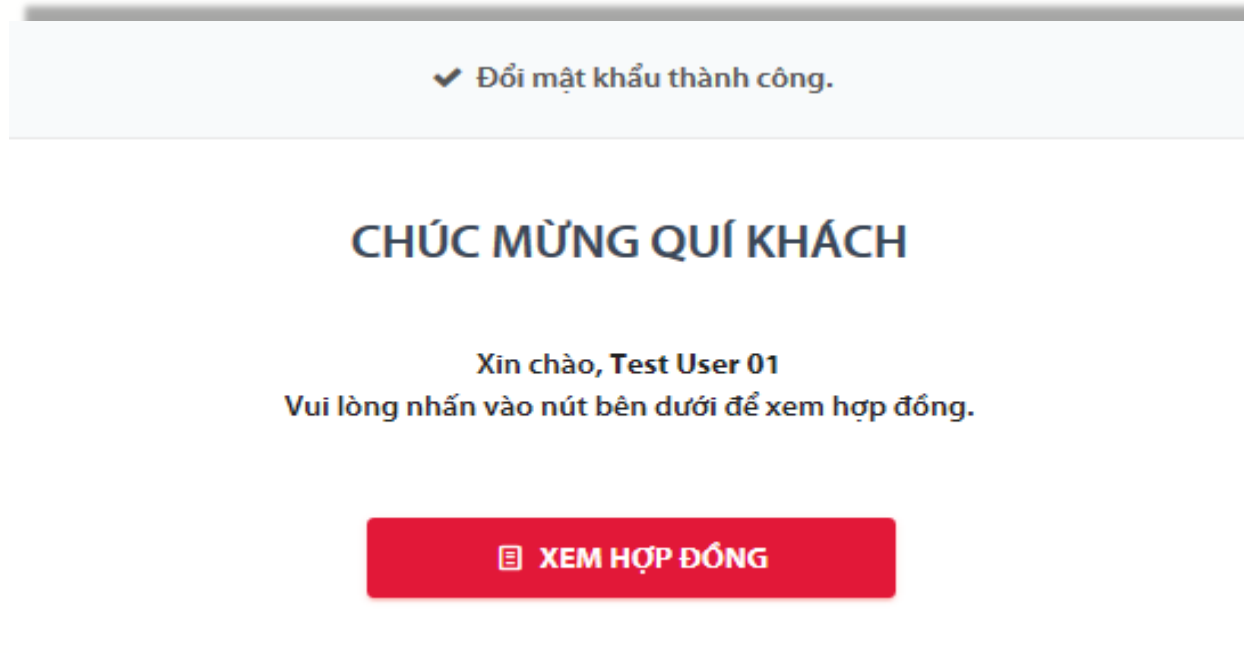 Đổi mật khẩu thành công.
CHÚC MỪNG QUÍ KHÁCH
Xin chào, Test User 01
Vui lòng nhấn vào nút bên dưới để xem hợp đồng.
XEM HỢP ĐỒNG